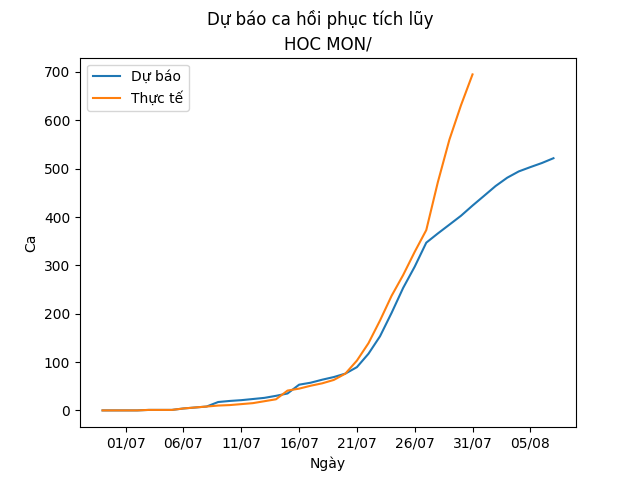 Dự báo ca hồi phục tích lũy
HOC MON/
Dự báo
Thực tế
Ca
700
600
500
400
300
200
100
0
01/07 06/07 11/07 16/07 21/07 26/07 31/07 05/08
Ngày